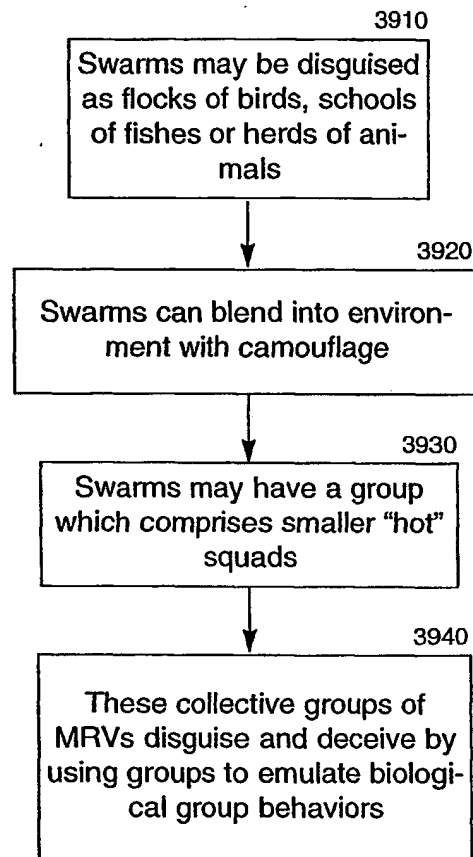 3910
Swarms may be disguised
as flocks of birds, schools
of fishes or herds of ani-
mals
3920
Swarms can blend into environ-
ment with camouflage
3930
Swarms may have a group
which comprises smaller “hot”
squads
3940
These collective groups of
MRVs disguise and deceive by
using groups to emulate biologi-
cal group behaviors